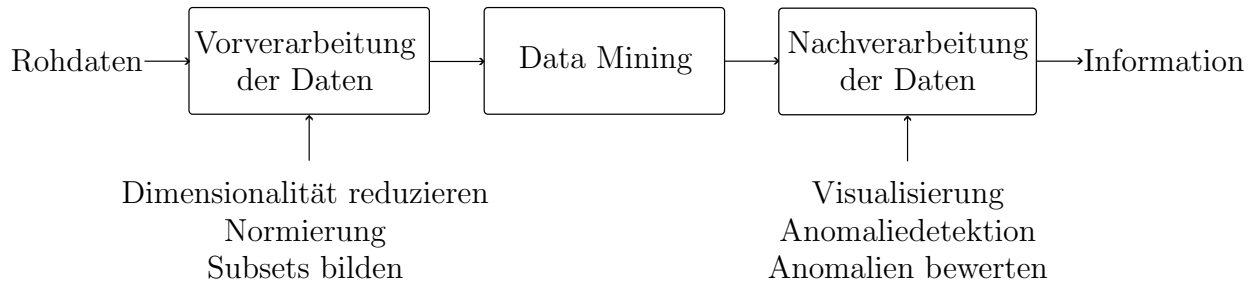 Rohdaten
Vorverarbeitung
der Daten
Data Mining
Nachverarbeitung
der Daten
Information
Dimensionalität reduzieren
Normierung
Subsets bilden
Visualisierung
Anomaliedetektion
Anomalien bewerten